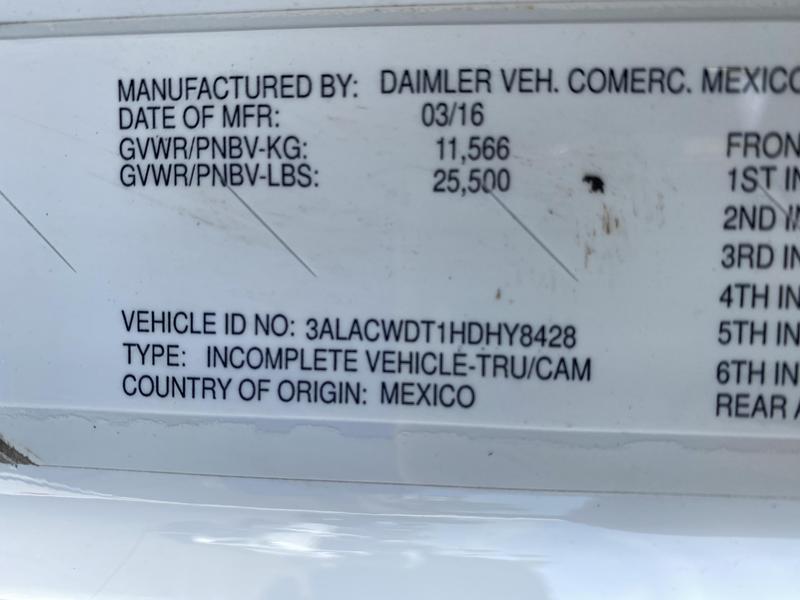 MANUFACTURED BY: DAIMLER VEH. COMERC. MEXICO
DATE OF MFR: 03/16
GVWR/PNBV-KG: 11,566
GVWR/PNBV-LBS: 25,500
FRON
1ST IN
2ND IN
3RD IN
4TH IN
5TH IN
6TH IN
REAR A
VEHICLE ID NO: 3ALACWDT1HDHY8428
TYPE: INCOMPLETE VEHICLE-TRU/CAM
COUNTRY OF ORIGIN: MEXICO